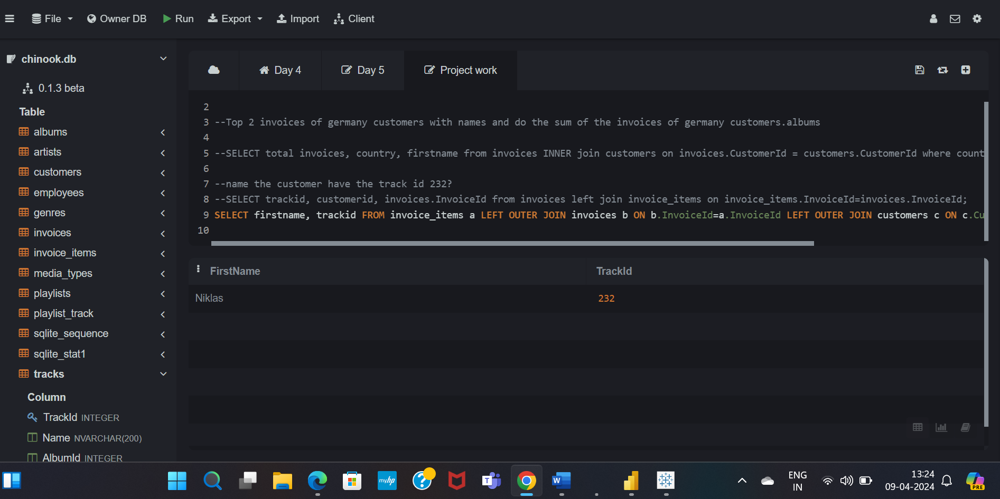 File
Owner DB
Run
Export
Import
Client
chinook.db
0.1.3 beta
Table
albums
artists
customers
employees
genres
invoices
invoice_items
media_types
playlists
playlist_track
sqlite_sequence
sqlite_stat1
tracks
Column
TrackId INTEGER
Name NVARCHAR(200)
AlbumId INTEGER
Day 4
Day 5
Project work
2
3 --Top 2 invoices of germany customers with names and do the sum of the invoices of germany customers.albums
4
5 --SELECT total invoices, country, firstname from invoices INNER join customers on invoices.CustomerId = customers.CustomerId where count
6
7 --name the customer have the track id 232?
8 --SELECT trackid, customerid, invoices.InvoiceId from invoices left join invoice_items on invoice_items.InvoiceId=invoices.InvoiceId;
9 SELECT firstname, trackid FROM invoice_items a LEFT OUTER JOIN invoices b ON b.InvoiceId=a.InvoiceId LEFT OUTER JOIN customers c ON c.Cu
10
FirstName TrackId
Niklas 232
myhp
?
T
W
ENG
IN
13:24
09-04-2024
PRE